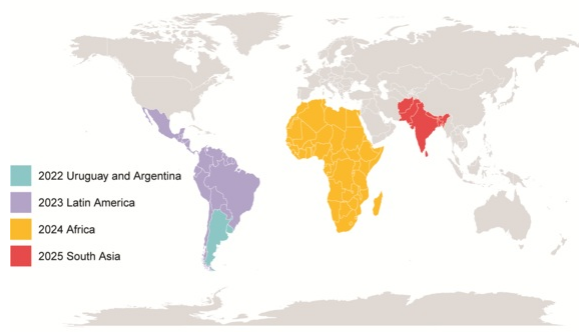 2022 Uruguay and Argentina
2023 Latin America
2024 Africa
2025 South Asia